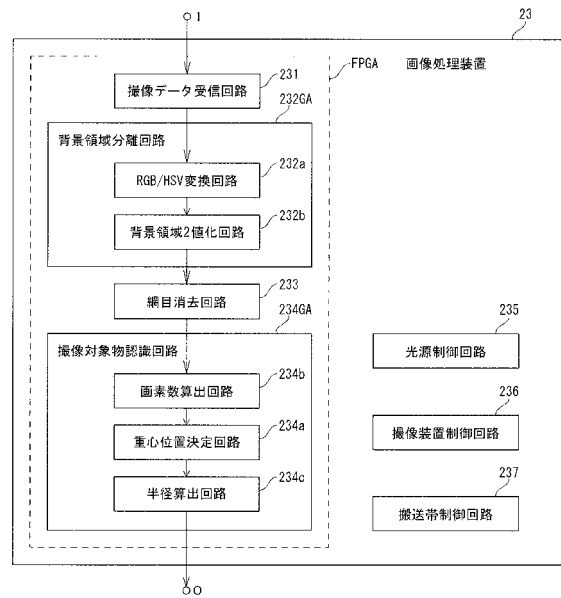 I
23
FPGA
画像処理装置
撮像データ受信回路
231
232GA
背景領域分離回路
RGB/HSV変換回路
232a
背景領域2値化回路
232b
網目消去回路
233
234GA
撮像対象物認識回路
画素数算出回路
234b
重心位置決定回路
234a
半径算出回路
234c
光源制御回路
235
撮像装置制御回路
236
搬送帯制御回路
237
O